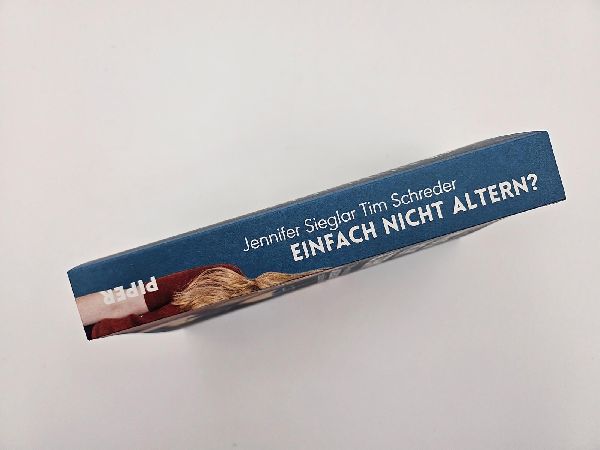 Jennifer Sieglar Tim Schreder
EINFACH NICHT ALTERN?
PIPER